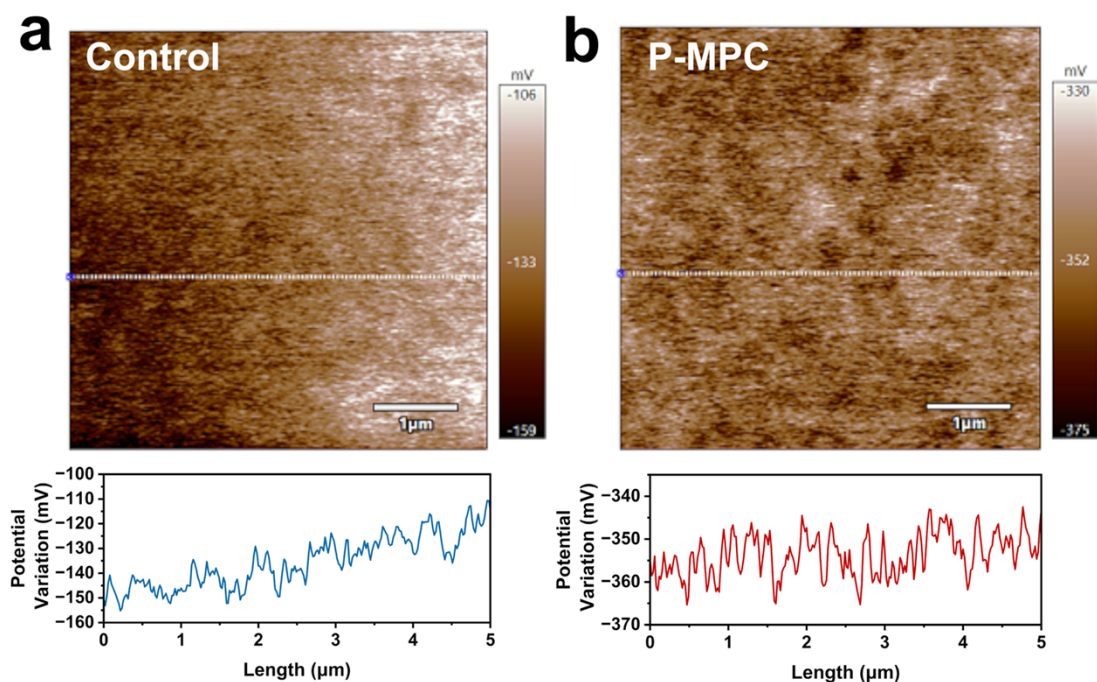 a
Control
mV
-106
-133
-159
1μm
b
P-MPC
mV
-330
-352
-375
1μm
Potential
Variation (mV)
−100
−110
−120
−130
−140
−150
−160
0
1
2
3
4
5
Length (μm)
Potential
Variation (mV)
−340
−350
−360
−370
0
1
2
3
4
5
Length (μm)